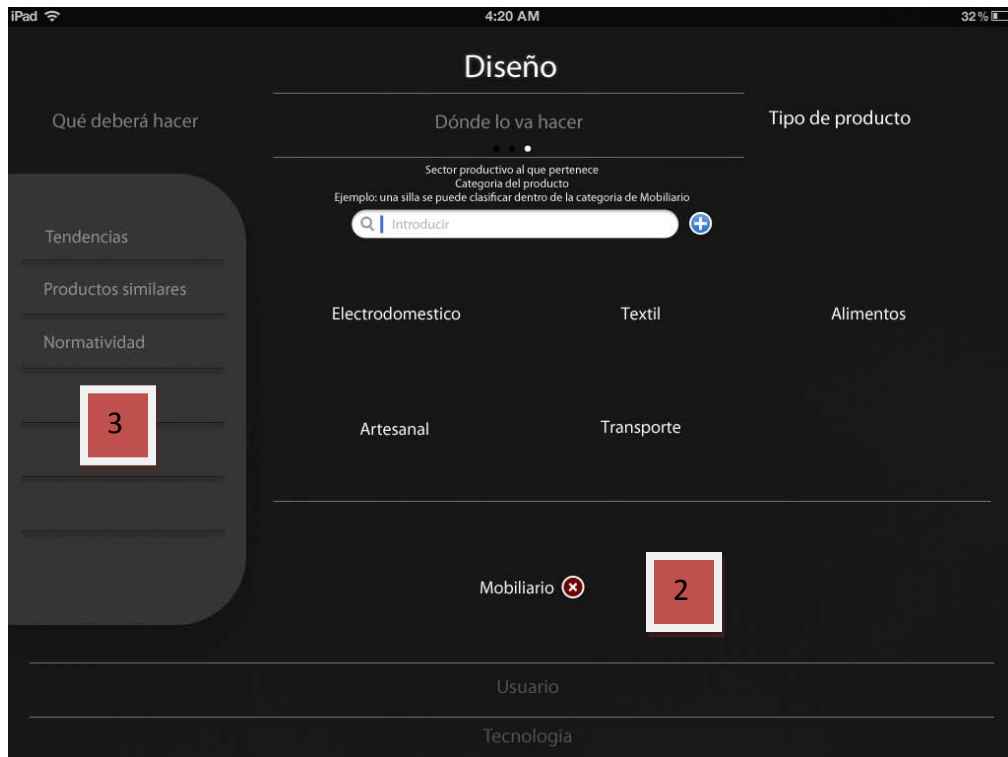 iPad 4:20 AM 32%
Diseño
Qué deberá hacer Dónde lo va hacer Tipo de producto
Sector productivo al que pertenece
Categoria del producto
Ejemplo: una silla se puede clasificar dentro de la categoria de Mobiliario
Introducir
Tendencias
Productos similares
Normatividad
3
Electrodomestico Textil Alimentos
Artesanal Transporte
Mobiliario 2
Usuario
Tecnologia